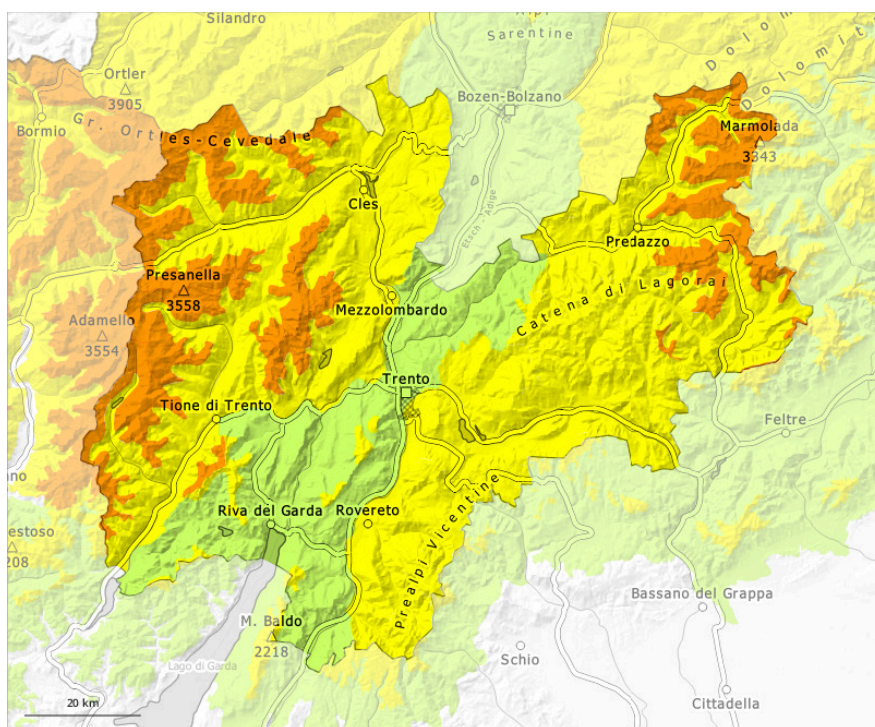 Silandro
Sarentine
Dolomiti
Ortler
3905
Bozen-Bolzano
Bormio
Gr. Ortles-Cevedale
Marmolada
3343
Cles
Etsch - Adige
Predazzo
Presanella
3558
Mezzolombardo
Catena di Lagorai
Adamello
3554
Trento
Tione di Trento
Feltre
Riva del Garda
Rovereto
Prealpi Vicentine
Bassano del Grappa
M. Baldo
2218
Lago di Garda
Schio
Cittadella
20 km